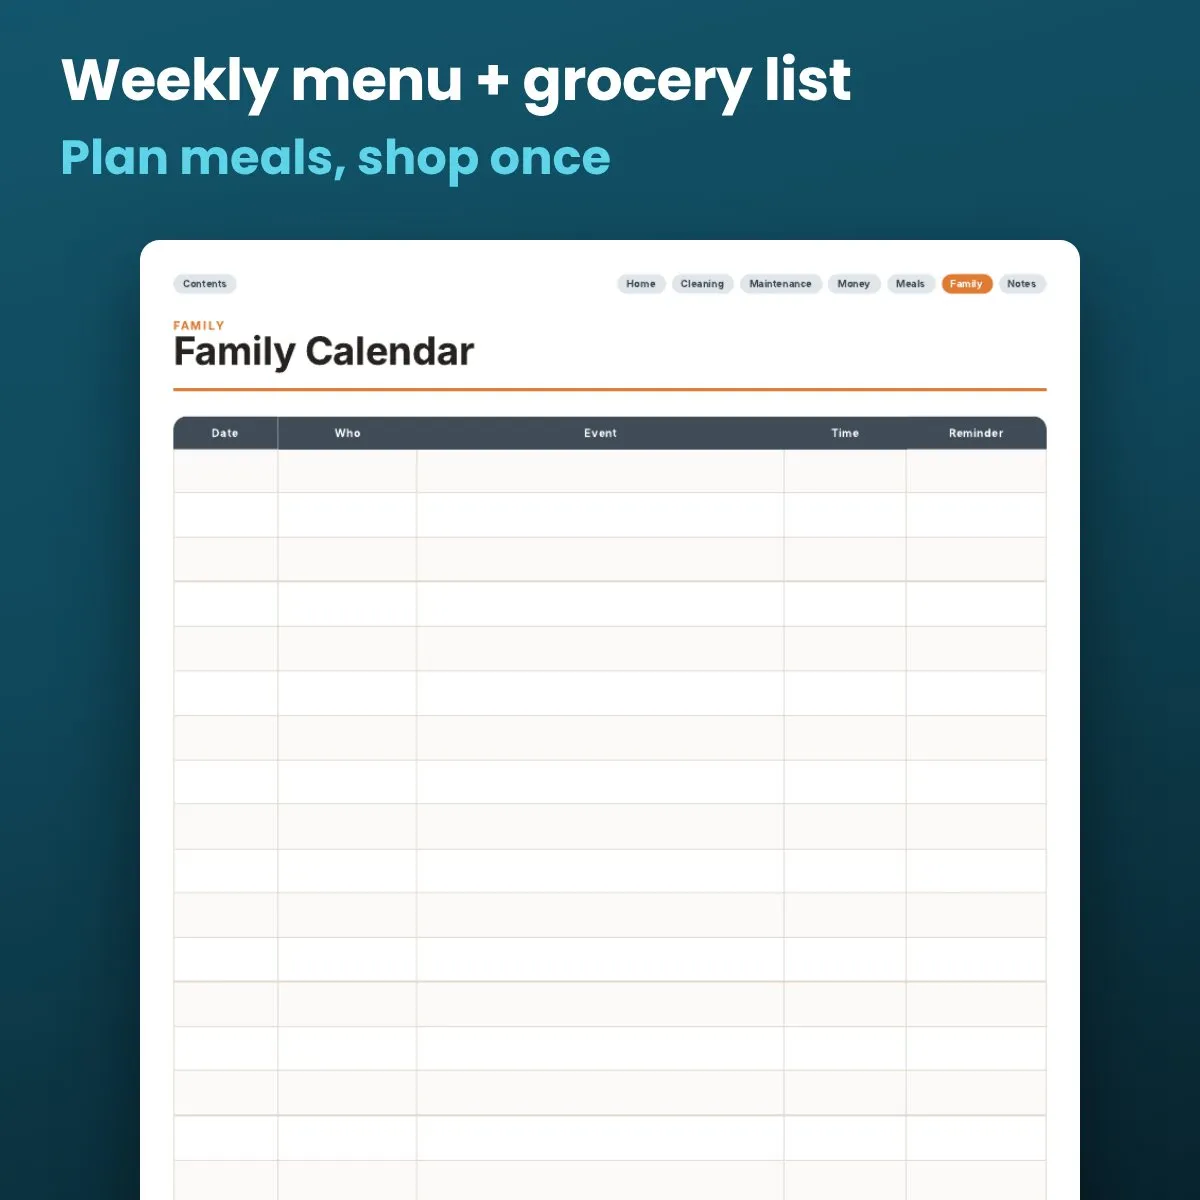 Weekly menu + grocery list
Plan meals, shop once
Contents Home Cleaning Maintenance Money Meals Family Notes
FAMILY
Family Calendar
Date Who Event Time Reminder